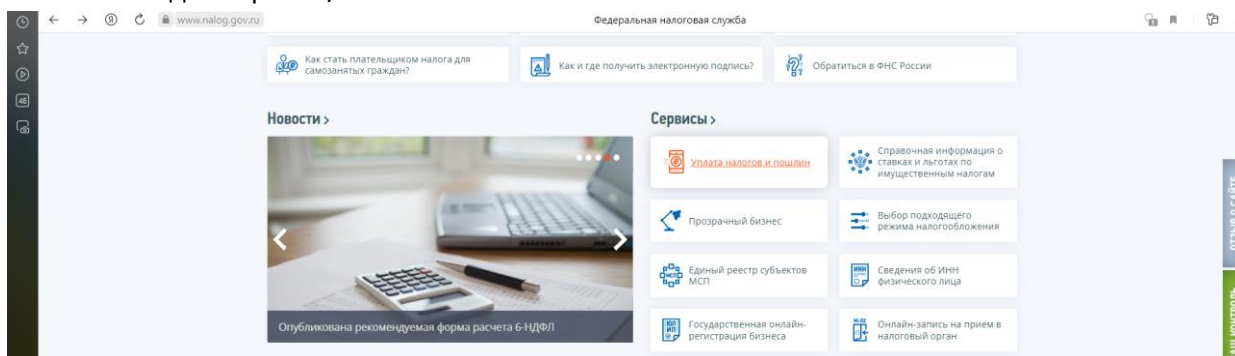 www.nalog.gov.ru
Федеральная налоговая служба
Как стать плательщиком налога для
самозанятых граждан?
Как и где получить электронную подпись?
Обратиться в ФНС России
46
Новости >
Сервисы >
Уплата налогов и пошлин
Справочная информация о
ставках и льготах по
имущественным налогам
Прозрачный бизнес
Выбор подходящего
режима налогообложения
Единый реестр субъектов
МСП
Сведения об ИНН
физического лица
Опубликована рекомендуемая форма расчета 6-НДФЛ
Государственная онлайн-
регистрация бизнеса
Онлайн-запись на прием в
налоговый орган